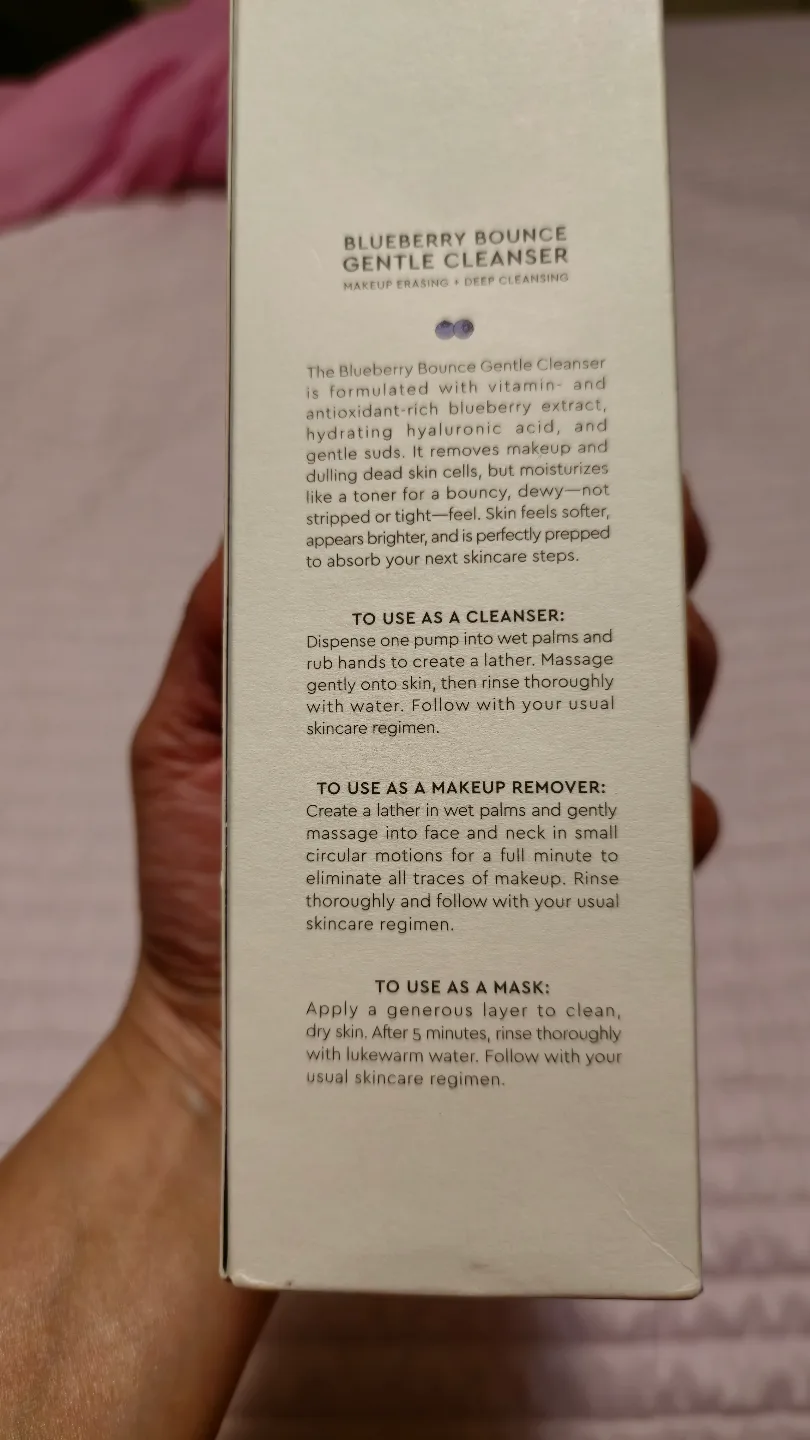 BLUEBERRY BOUNCE
GENTLE CLEANSER
MAKEUP ERASING + DEEP CLEANSING
The Blueberry Bounce Gentle Cleanser
is formulated with vitamin- and
antioxidant-rich blueberry extract,
hydrating hyaluronic acid, and
gentle suds. It removes makeup and
dulling dead skin cells, but moisturizes
like a toner for a bouncy, dewy—not
stripped or tight—feel. Skin feels softer,
appears brighter, and is perfectly prepped
to absorb your next skincare steps.
TO USE AS A CLEANSER:
Dispense one pump into wet palms and
rub hands to create a lather. Massage
gently onto skin, then rinse thoroughly
with water. Follow with your usual
skincare regimen.
TO USE AS A MAKEUP REMOVER:
Create a lather in wet palms and gently
massage into face and neck in small
circular motions for a full minute to
eliminate all traces of makeup. Rinse
thoroughly and follow with your usual
skincare regimen.
TO USE AS A MASK:
Apply a generous layer to clean,
dry skin. After 5 minutes, rinse thoroughly
with lukewarm water. Follow with your
usual skincare regimen.